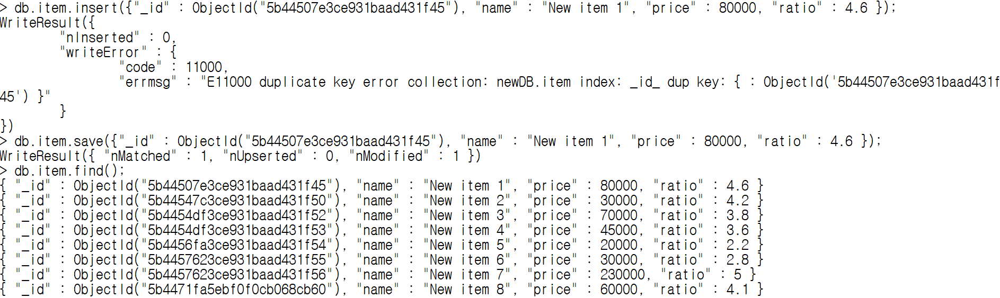 > db.item.insert({"_id" : ObjectId("5b44507e3ce931baad431f45"), "name" : "New item 1", "price" : 80000, "ratio" : 4.6 });
WriteResult({
        "nInserted" : 0,
        "writeError" : {
                "code" : 11000,
                "errmsg" : "E11000 duplicate key error collection: newDB.item index: _id_ dup key: { : ObjectId('5b44507e3ce931baad431f
45') }"
        }
})
> db.item.save({"_id" : ObjectId("5b44507e3ce931baad431f45"), "name" : "New item 1", "price" : 80000, "ratio" : 4.6 });
WriteResult({ "nMatched" : 1, "nUpserted" : 0, "nModified" : 1 })
> db.item.find();
{ "_id" : ObjectId("5b44507e3ce931baad431f45"), "name" : "New item 1", "price" : 80000, "ratio" : 4.6 }
{ "_id" : ObjectId("5b44547c3ce931baad431f50"), "name" : "New item 2", "price" : 30000, "ratio" : 4.2 }
{ "_id" : ObjectId("5b4454df3ce931baad431f52"), "name" : "New item 3", "price" : 70000, "ratio" : 3.8 }
{ "_id" : ObjectId("5b4454df3ce931baad431f53"), "name" : "New item 4", "price" : 45000, "ratio" : 3.6 }
{ "_id" : ObjectId("5b4456fa3ce931baad431f54"), "name" : "New item 5", "price" : 20000, "ratio" : 2.2 }
{ "_id" : ObjectId("5b4457623ce931baad431f55"), "name" : "New item 6", "price" : 30000, "ratio" : 2.8 }
{ "_id" : ObjectId("5b4457623ce931baad431f56"), "name" : "New item 7", "price" : 230000, "ratio" : 5 }
{ "_id" : ObjectId("5b4471fa5ebf0f0cb068cb60"), "name" : "New item 8", "price" : 60000, "ratio" : 4.1 }